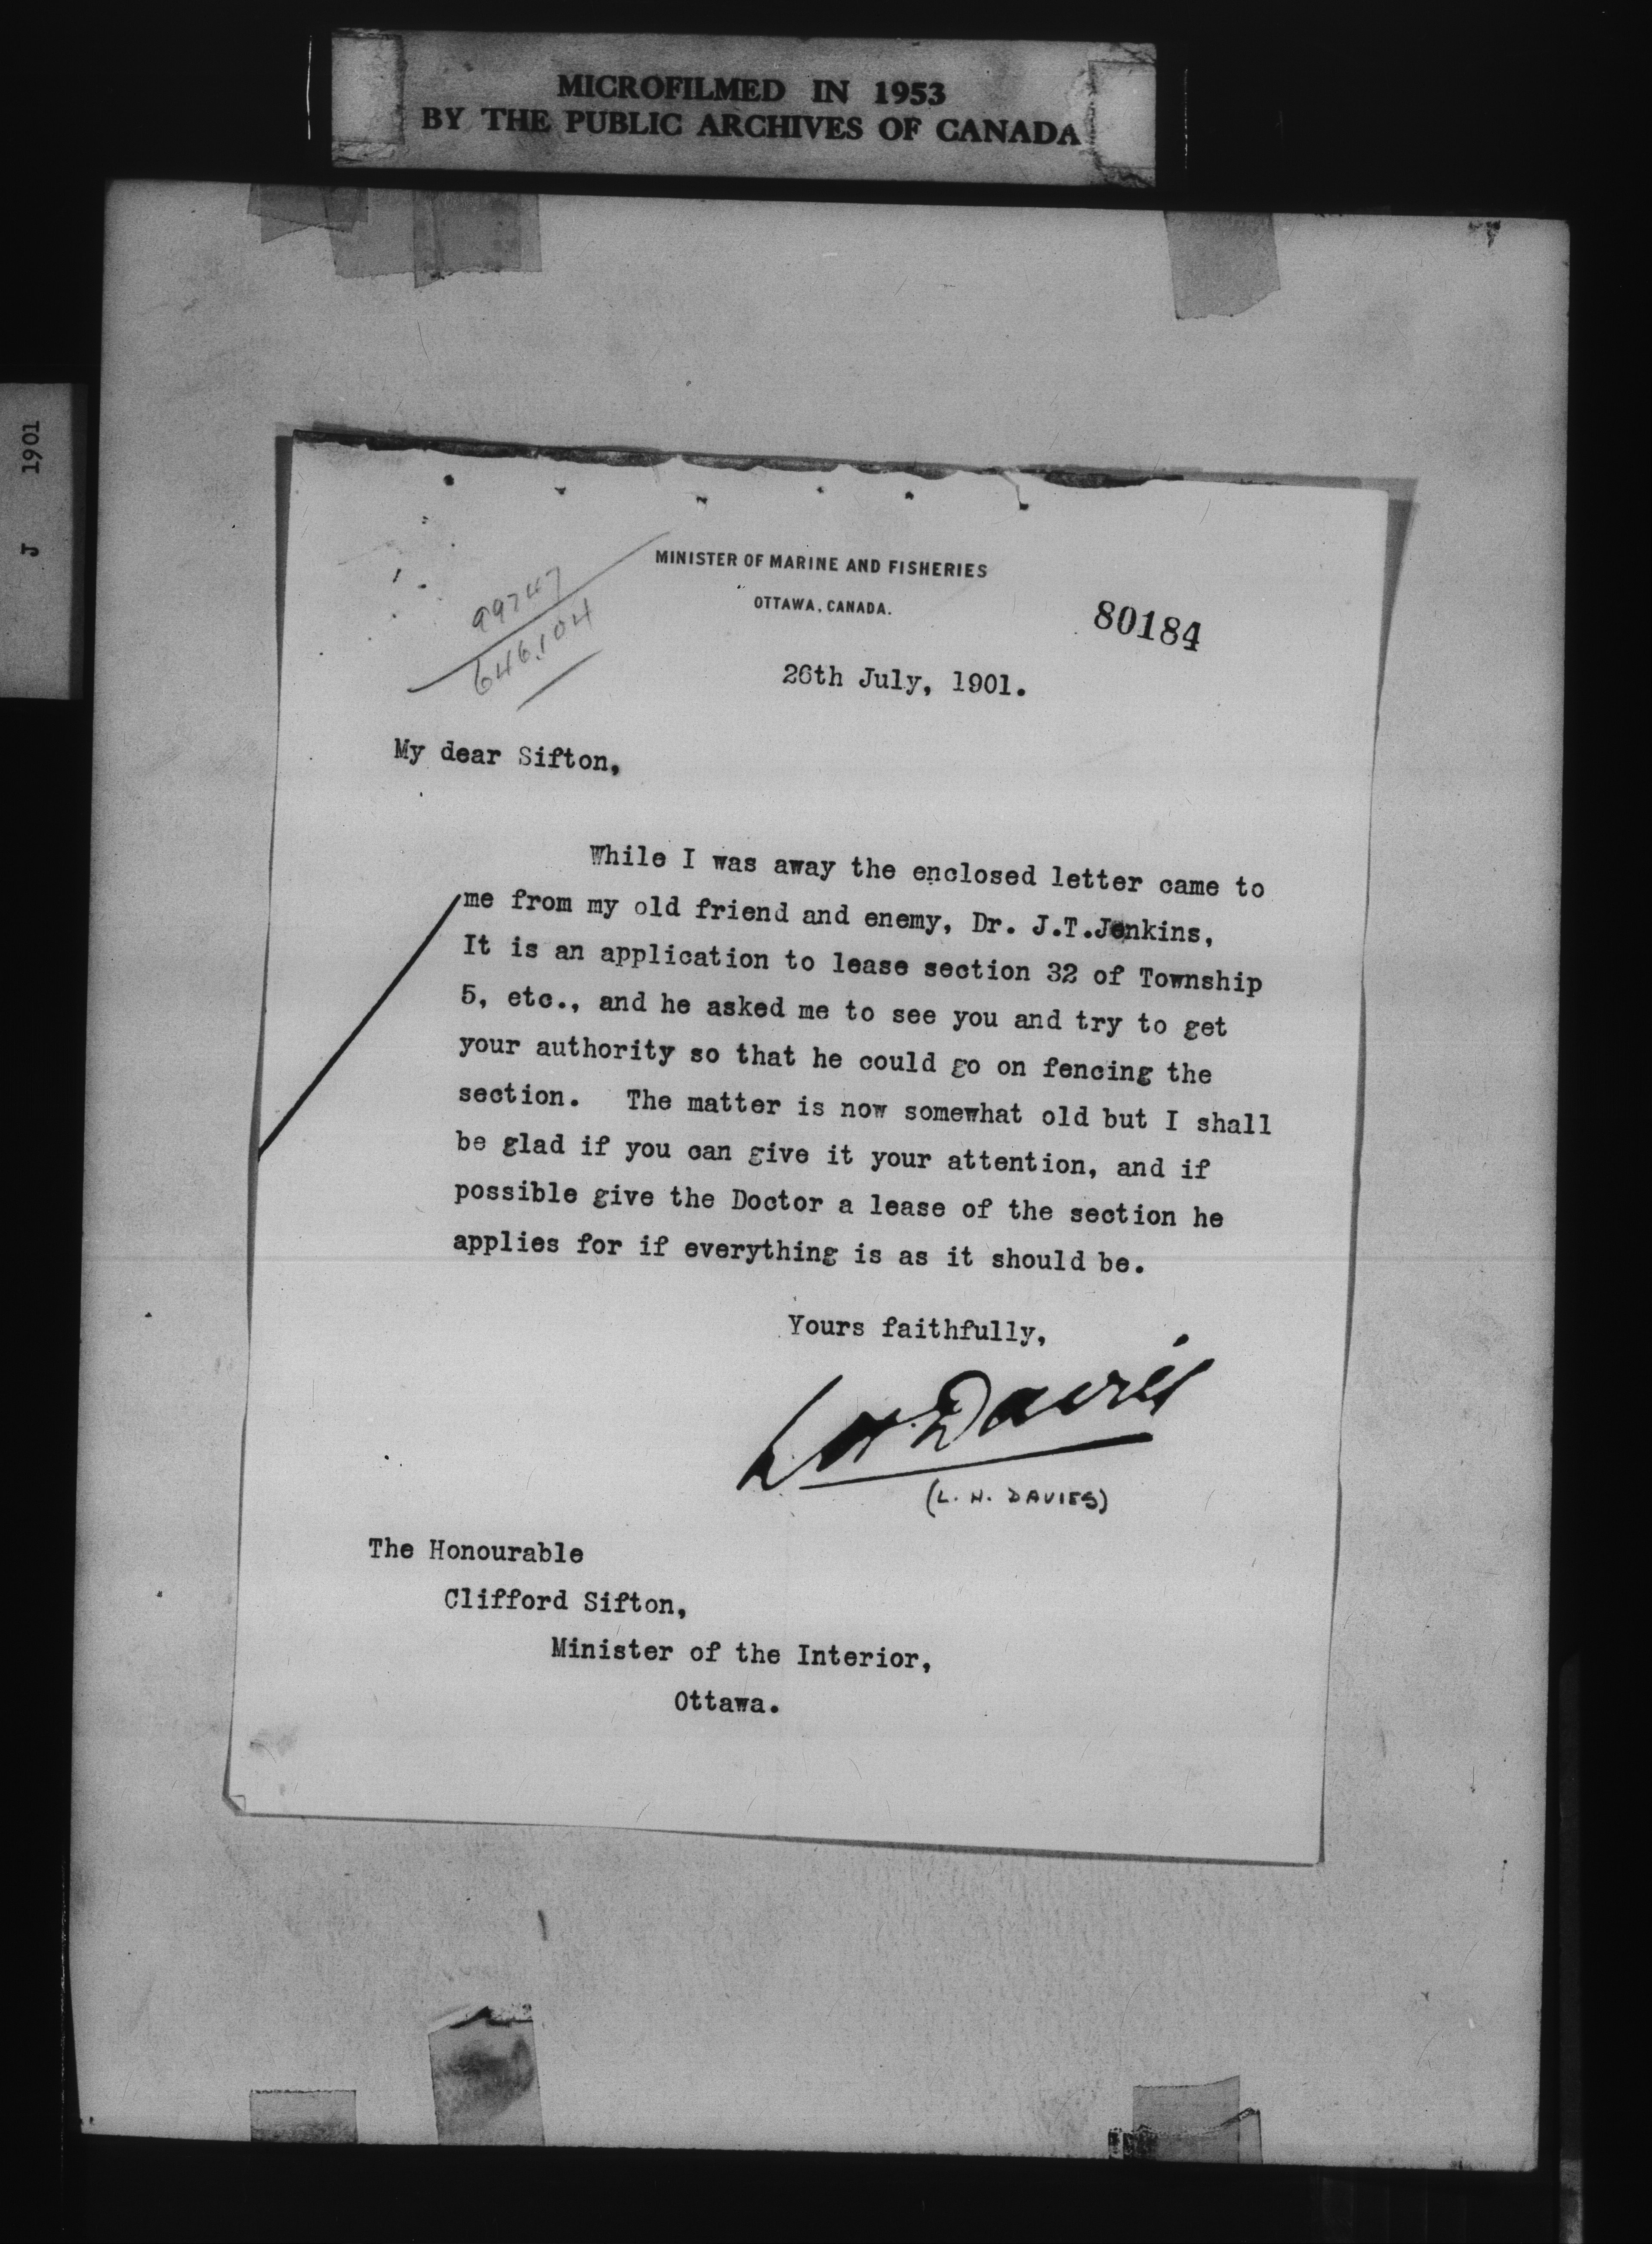 MICROFILMED IN 1953
BY THE PUBLIC ARCHIVES OF CANADA
J 1901
MINISTER OF MARINE AND FISHERIES
OTTAWA, CANADA.
99747
646,104
80184
26th July, 1901.
My dear Sifton,
While I was away the enclosed letter came to
me from my old friend and enemy, Dr. J.T.Jenkins,
It is an application to lease section 32 of Township
5, etc., and he asked me to see you and try to get
your authority so that he could go on fencing the
section. The matter is now somewhat old but I shall
be glad if you can give it your attention, and if
possible give the Doctor a lease of the section he
applies for if everything is as it should be.
Yours faithfully,
L H Davies
(L. H. DAVIES)
The Honourable
Clifford Sifton,
Minister of the Interior,
Ottawa.